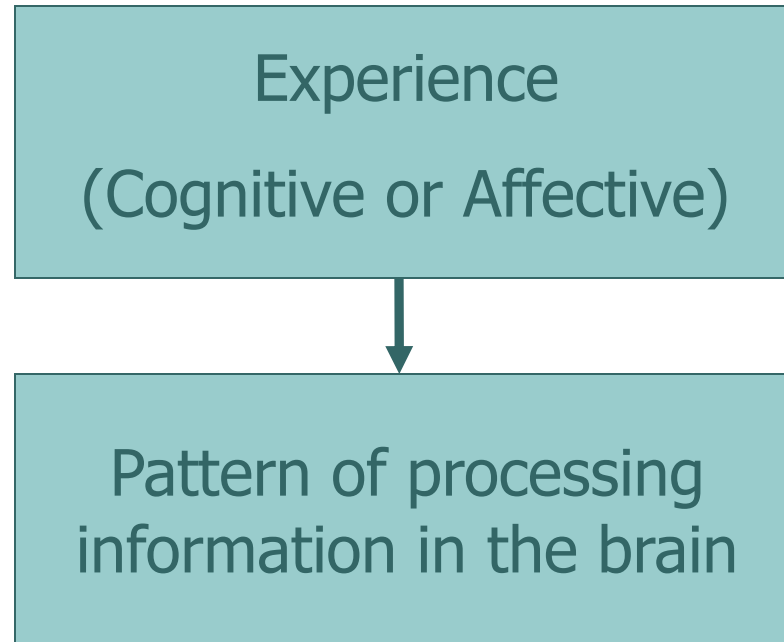 Experience
(Cognitive or Affective)
Pattern of processing
information in the brain